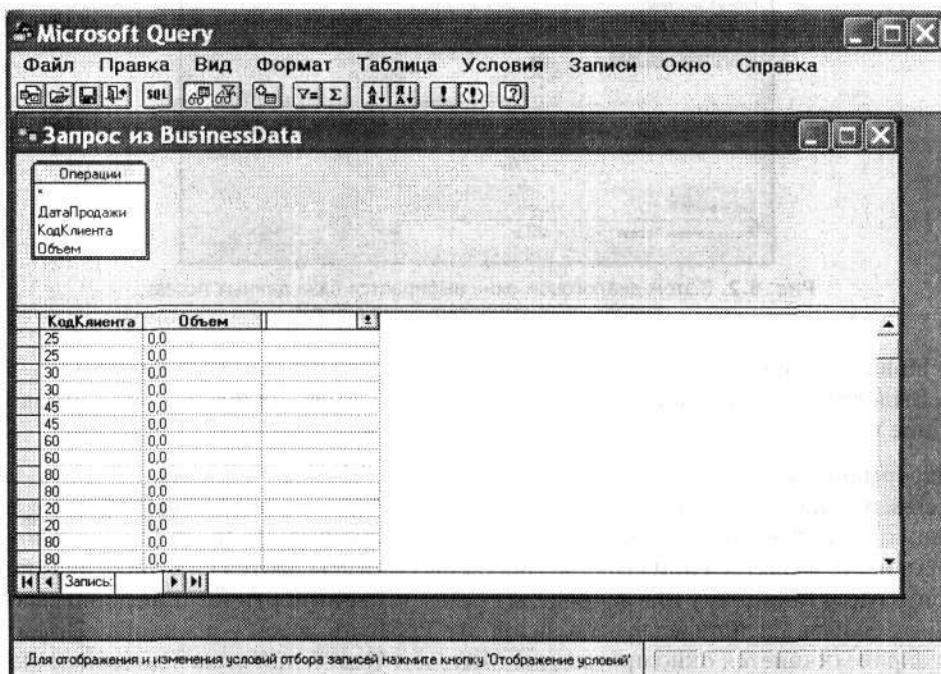 Microsoft Query
Файл Правка Вид Формат Таблица Условия Записи Окно Справка
SQL
Запрос из BusinessData
Операции
*
ДатаПродажи
КодКлиента
Объем
КодКлиента Объем
25 0,0
25 0,0
30 0,0
30 0,0
45 0,0
45 0,0
60 0,0
60 0,0
80 0,0
80 0,0
20 0,0
20 0,0
80 0,0
80 0,0
Запись:
Для отображения и изменения условий отбора записей нажмите кнопку 'Отображение условий'